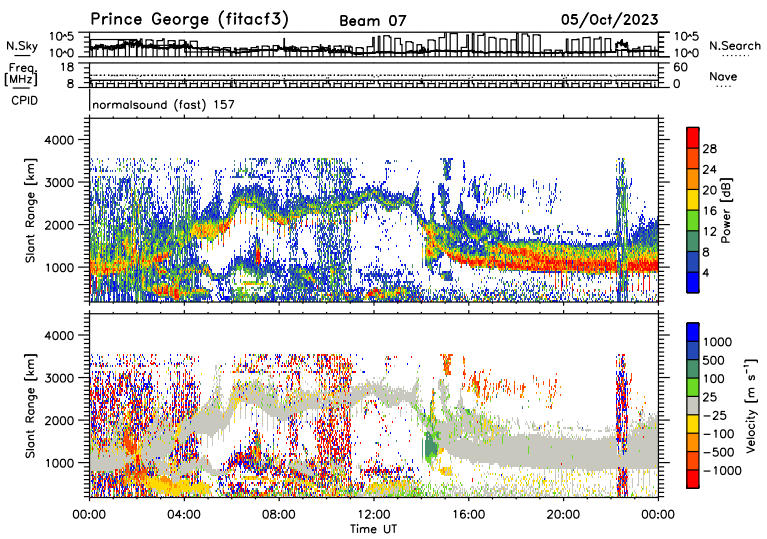 Prince George (fitacf3) Beam 07 05/Oct/2023
N.Sky 10^5 10^0 10^5 10^0 N.Search
Freq [MHz] 18 8 60 0 Nave
CPID normalsound (fast) 157
Slant Range [km] 4000 3000 2000 1000
Power [dB] 28 24 20 16 12 8 4
Slant Range [km] 4000 3000 2000 1000
Velocity [m s⁻¹] 1000 500 100 25 −25 −100 −500 −1000
00:00 04:00 08:00 12:00 16:00 20:00 00:00
Time UT